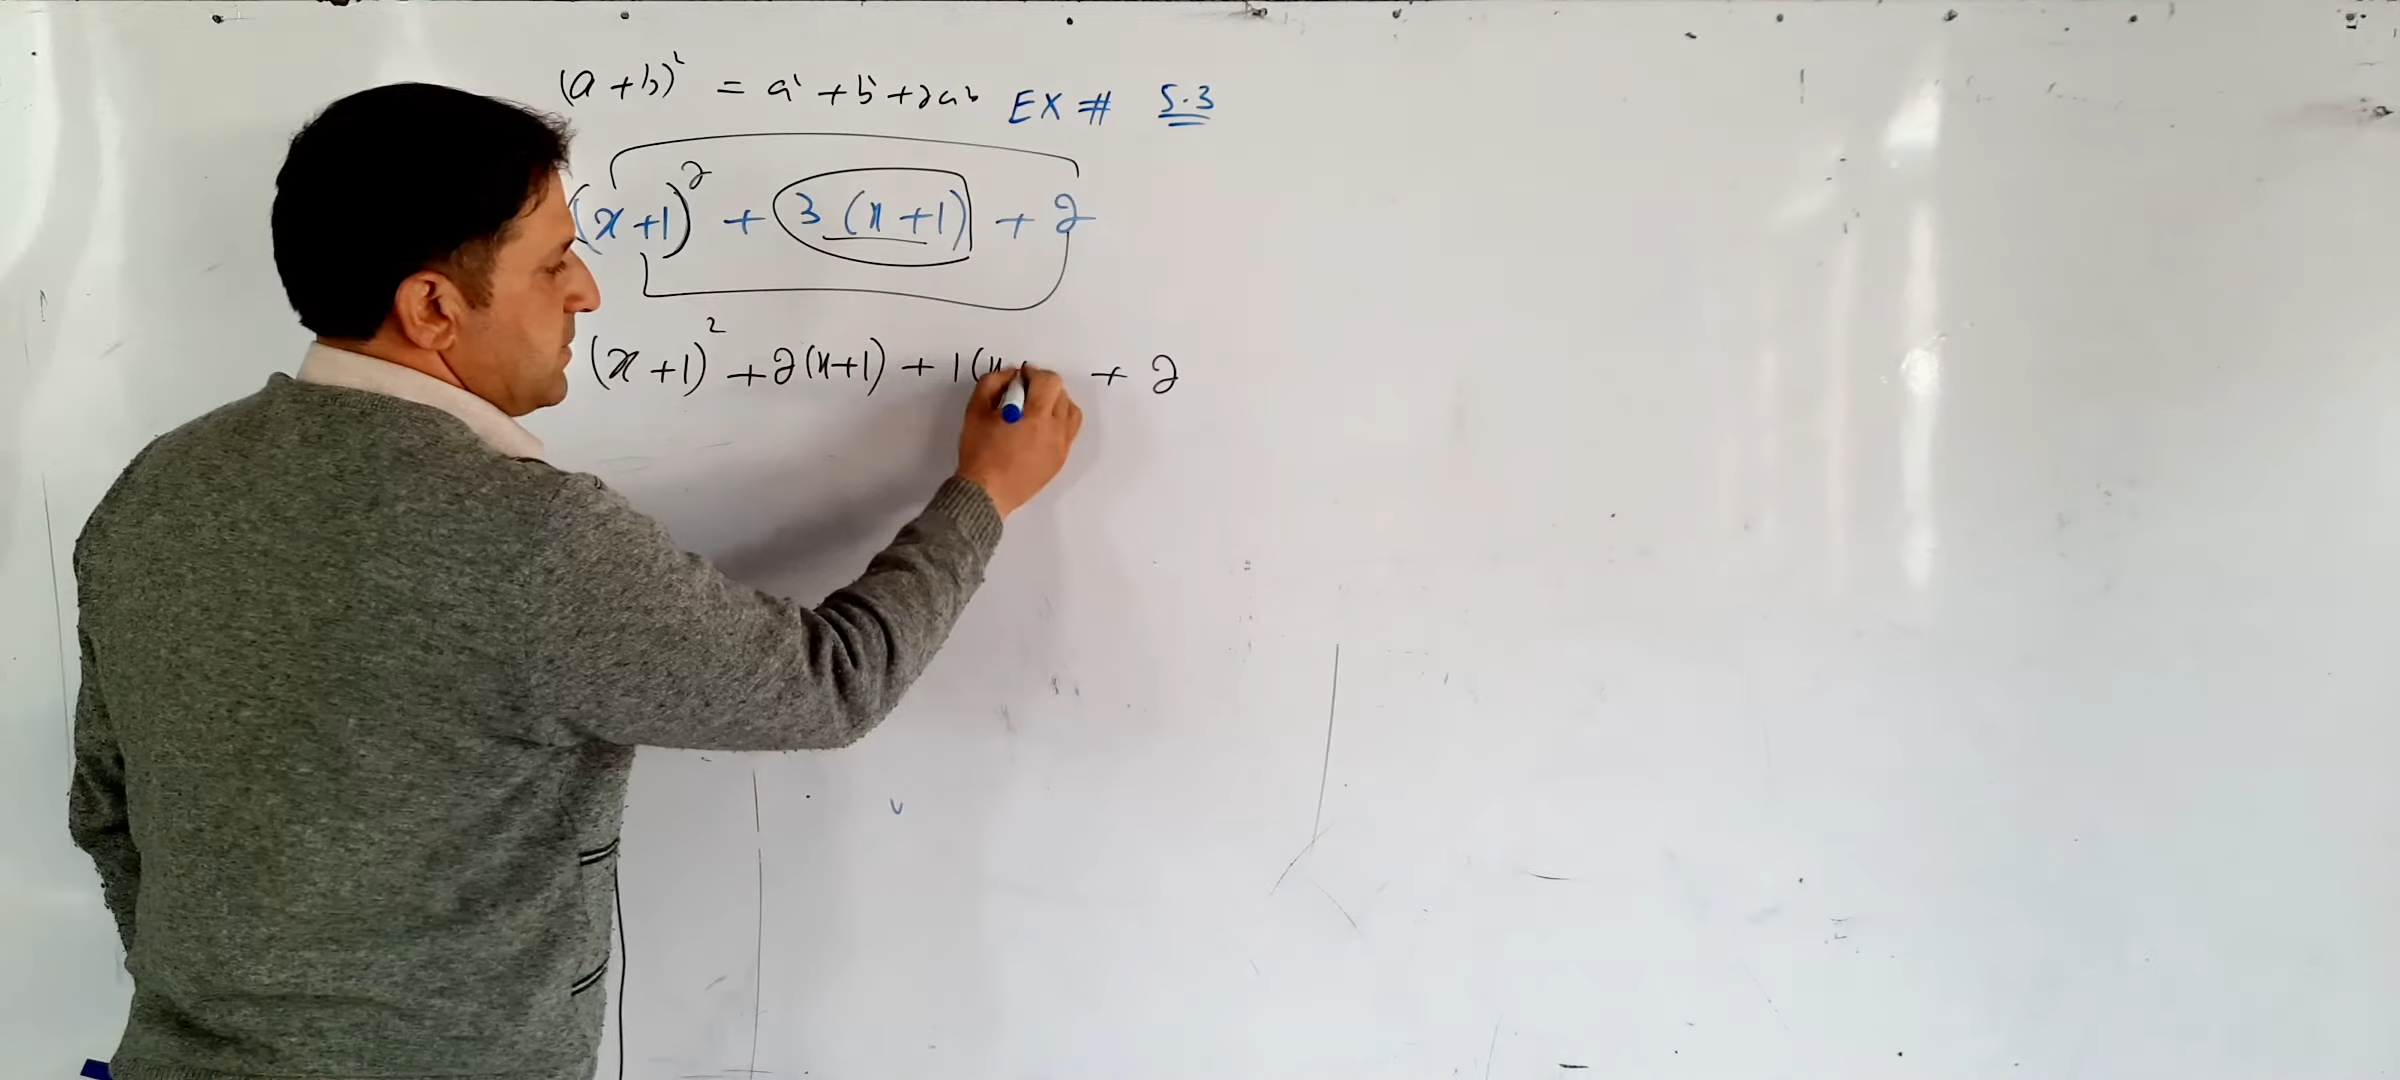 (a + b)² = a² + b² + 2ab EX # 5.3
(x + 1)² + 3 (x + 1) + 2
(x + 1)² + 2 (x + 1) + 1 (x + 2